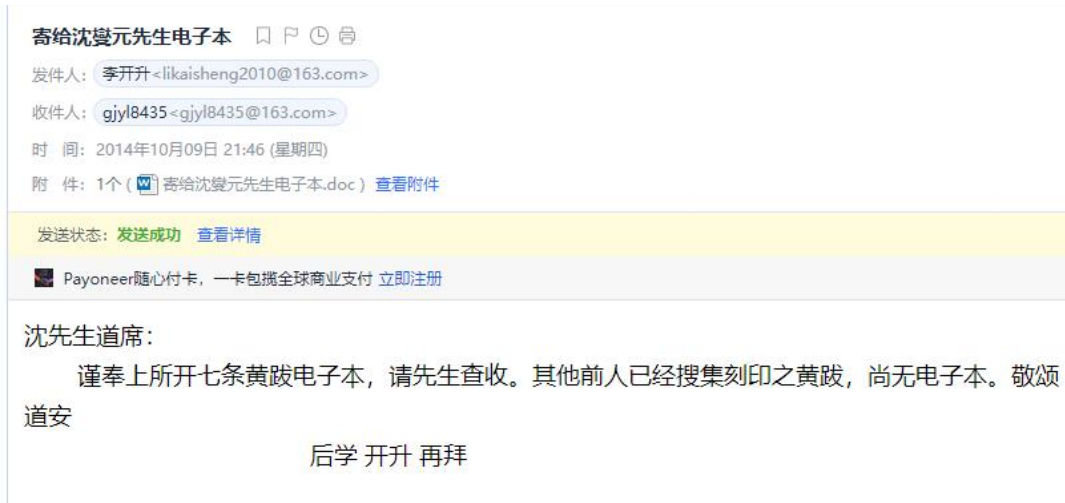 寄给沈燮元先生电子本
发件人：李开升<likaisheng2010@163.com>
收件人：gjyl8435<gjyl8435@163.com>
时 间：2014年10月09日 21:46 (星期四)
附 件：1个 ( 寄给沈燮元先生电子本.doc ) 查看附件
发送状态：发送成功 查看详情
Payoneer随心付卡，一卡包揽全球商业支付 立即注册
沈先生道席：
谨奉上所开七条黄跋电子本，请先生查收。其他前人已经搜集刻印之黄跋，尚无电子本。敬颂
道安
后学 开升 再拜